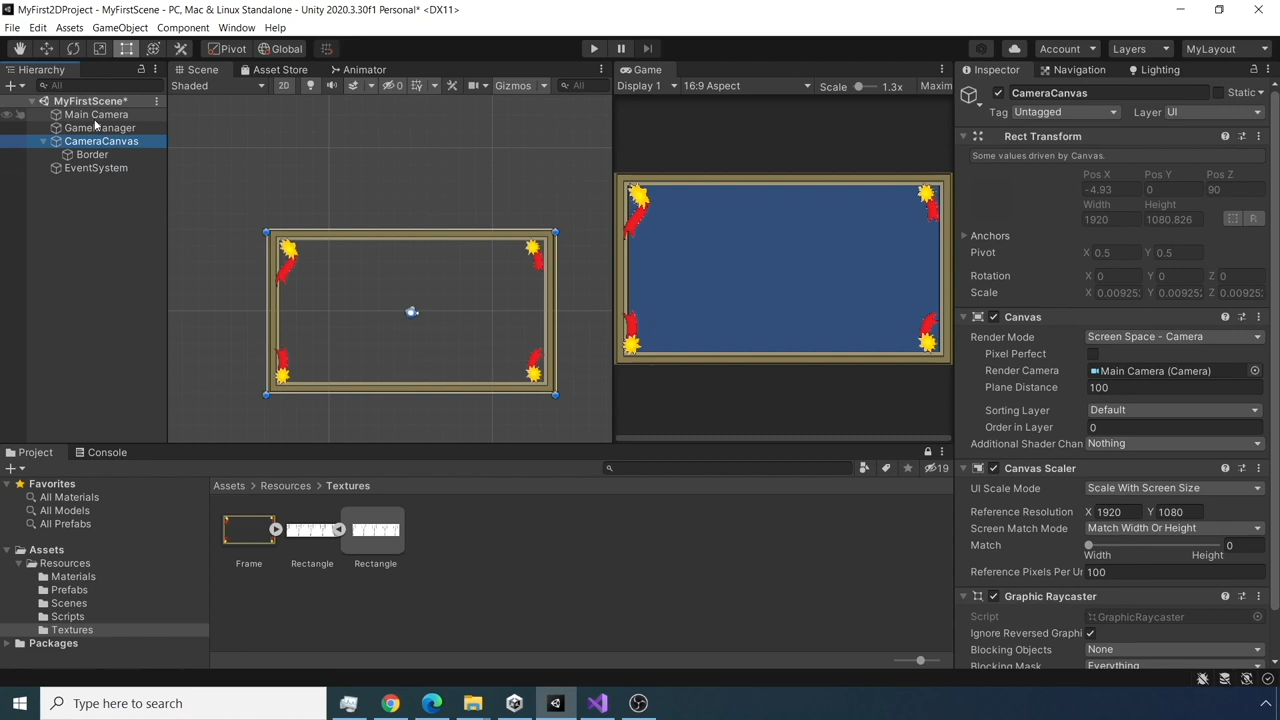 MyFirst2DProject - MyFirstScene - PC, Mac & Linux Standalone - Unity 2020.3.30f1 Personal* <DX11>
File Edit Assets GameObject Component Window Help
Pivot Global Account Layers MyLayout
Hierarchy
All
MyFirstScene*
Main Camera
GameManager
CameraCanvas
Border
EventSystem
Scene Asset Store Animator
Shaded 2D 0 Gizmos All
Game
Display 1 16:9 Aspect Scale 1.3x Maxim
Inspector Navigation Lighting
CameraCanvas Static
Tag Untagged Layer UI
Rect Transform
Some values driven by Canvas.
Pos X Pos Y Pos Z
-4.93 0 90
Width Height
1920 1080.826
R
Anchors
Pivot X 0.5 Y 0.5
Rotation X 0 Y 0 Z 0
Scale X 0.00925 Y 0.00925 Z 0.00925
Canvas
Render Mode Screen Space - Camera
Pixel Perfect
Render Camera Main Camera (Camera)
Plane Distance 100
Sorting Layer Default
Order in Layer 0
Additional Shader Chan Nothing
Canvas Scaler
UI Scale Mode Scale With Screen Size
Reference Resolution X 1920 Y 1080
Screen Match Mode Match Width Or Height
Match 0
Width Height
Reference Pixels Per Ur 100
Graphic Raycaster
Script GraphicRaycaster
Ignore Reversed Graphi
Blocking Objects None
Blocking Mask Everything
Project Console
19
Favorites
All Materials
All Models
All Prefabs
Assets
Resources
Materials
Prefabs
Scenes
Scripts
Textures
Packages
Assets > Resources > Textures
Frame Rectangle Rectangle
Type here to search